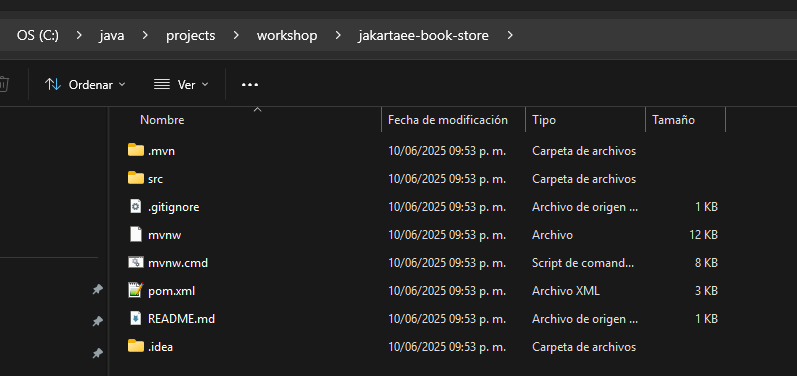 OS (C:) > java > projects > workshop > jakartaee-book-store >
Ordenar Ver ...
Nombre Fecha de modificación Tipo Tamaño
.mvn 10/06/2025 09:53 p. m. Carpeta de archivos
src 10/06/2025 09:53 p. m. Carpeta de archivos
.gitignore 10/06/2025 09:53 p. m. Archivo de origen ... 1 KB
mvnw 10/06/2025 09:53 p. m. Archivo 12 KB
mvnw.cmd 10/06/2025 09:53 p. m. Script de comand... 8 KB
pom.xml 10/06/2025 09:53 p. m. Archivo XML 3 KB
README.md 10/06/2025 09:53 p. m. Archivo de origen ... 1 KB
.idea 10/06/2025 09:53 p. m. Carpeta de archivos